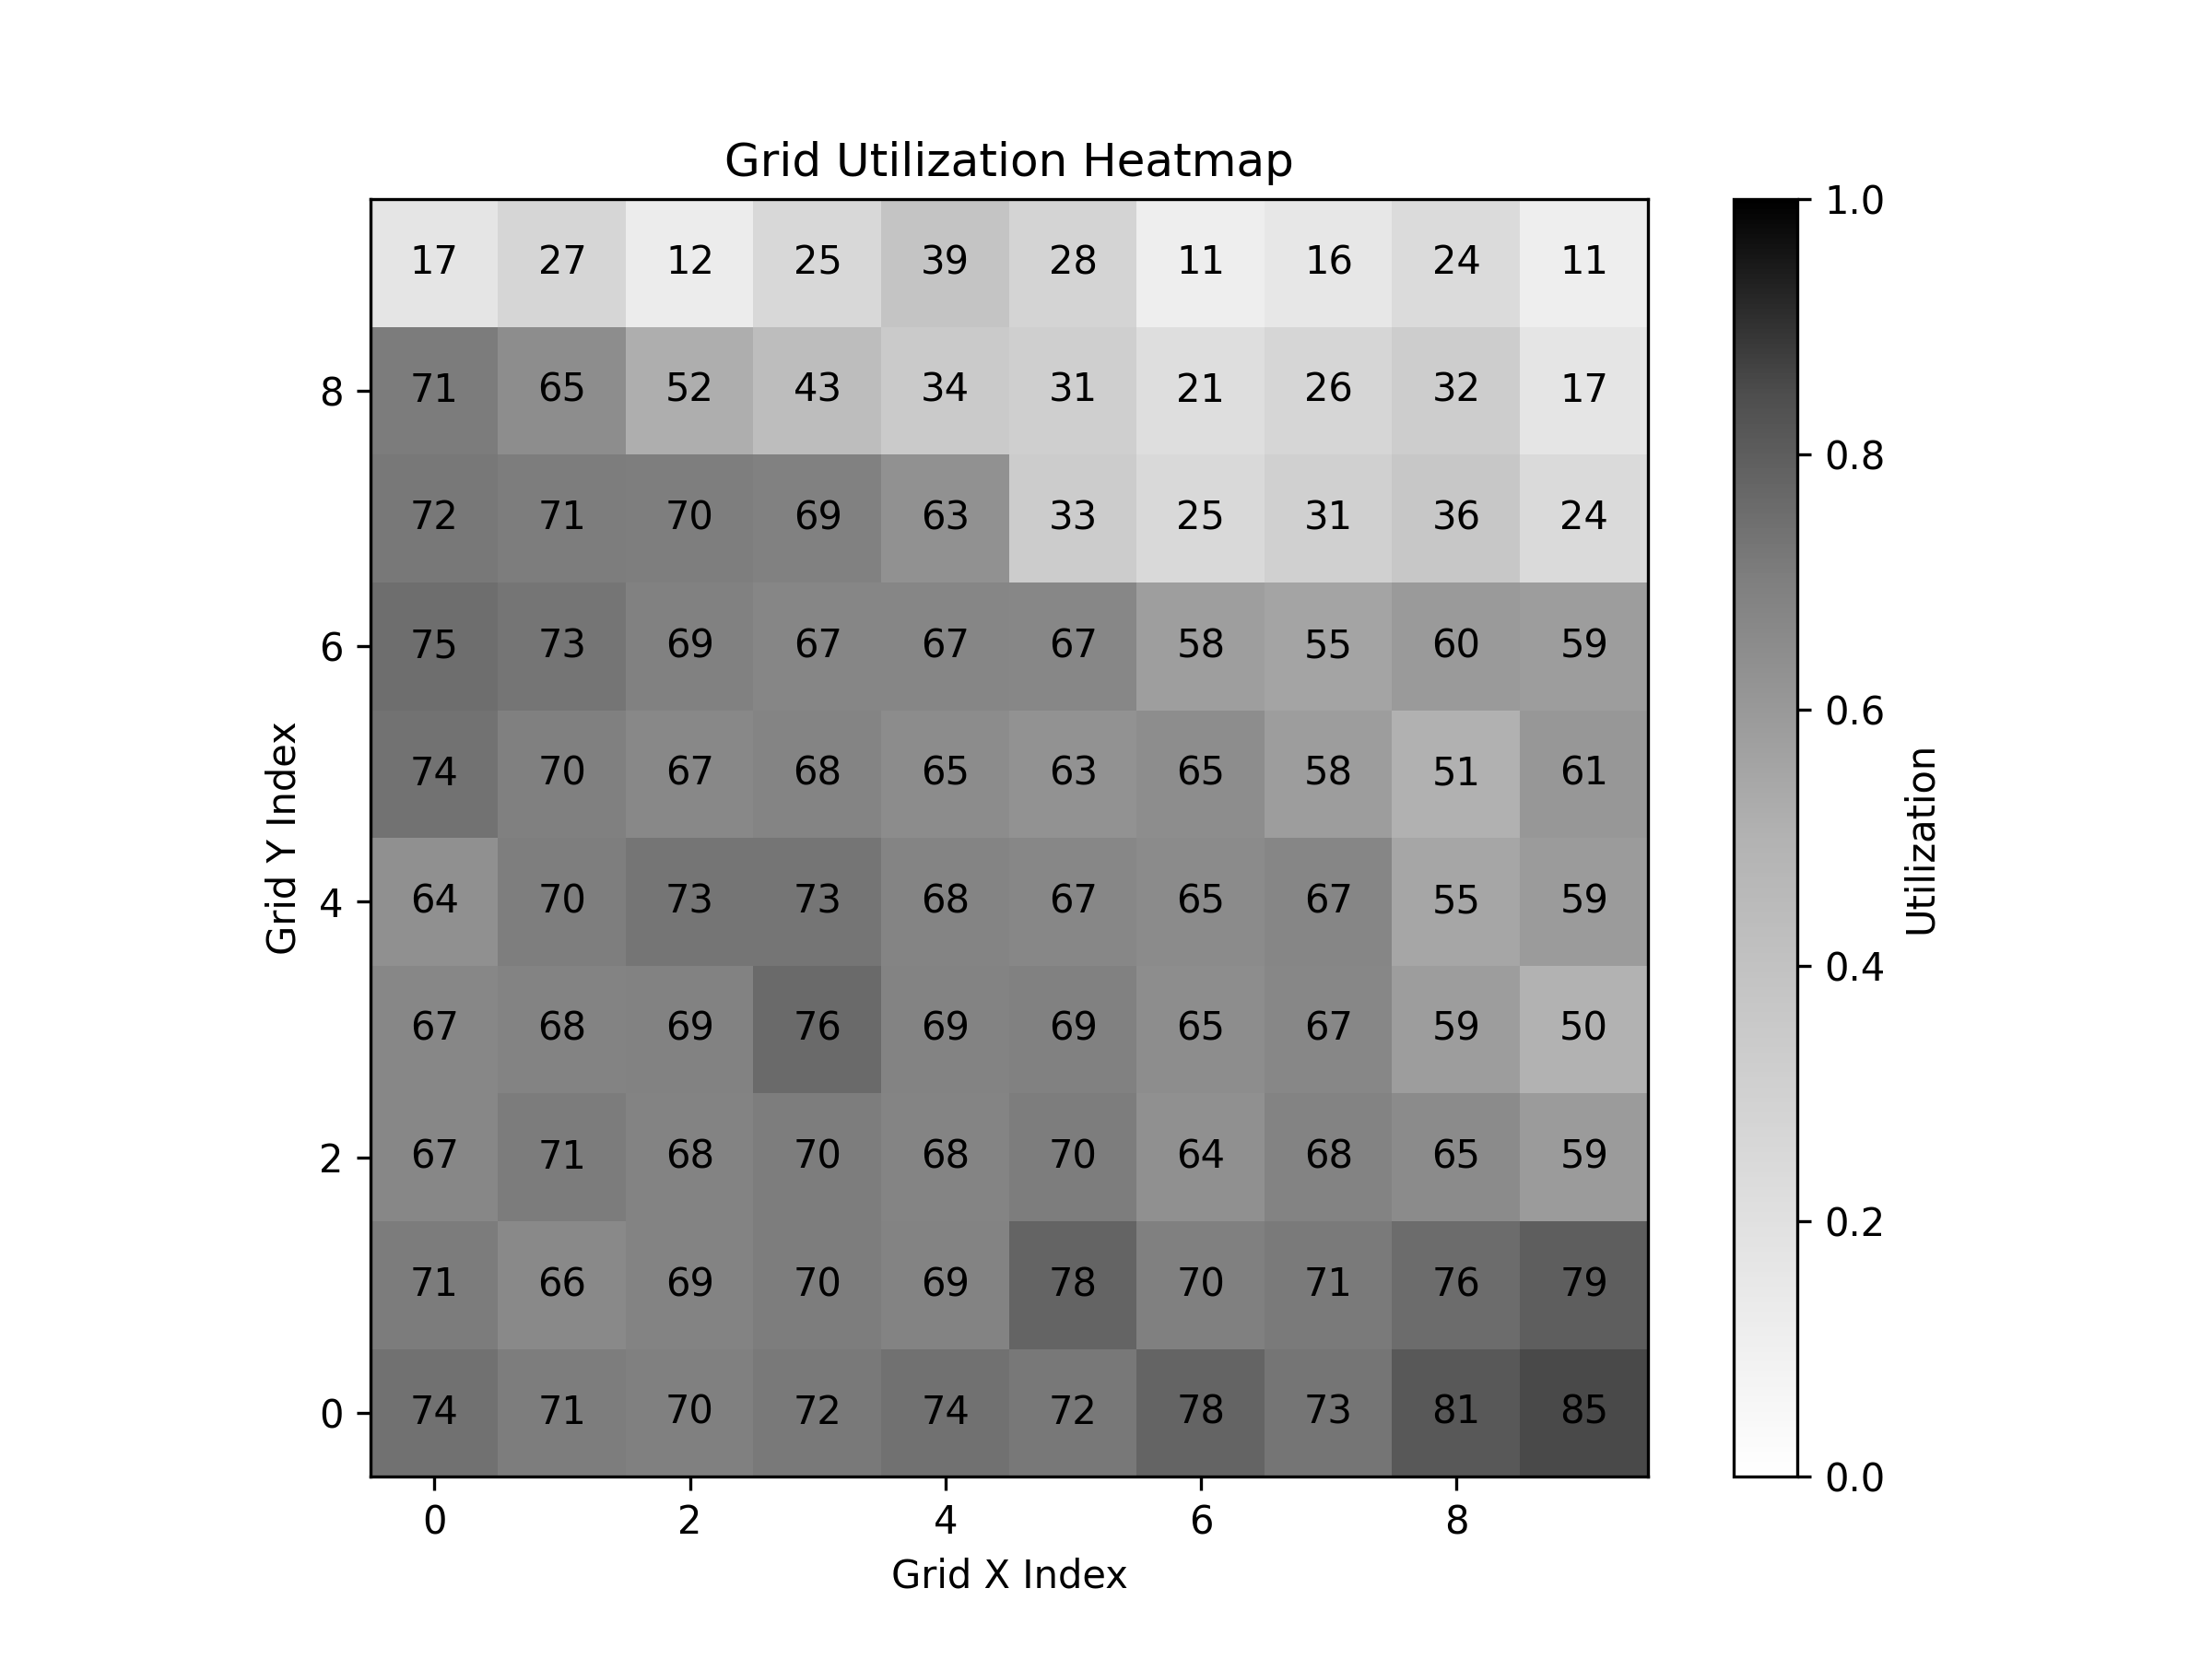 Grid Utilization Heatmap
17 27 12 25 39 28 11 16 24 11
8 71 65 52 43 34 31 21 26 32 17
72 71 70 69 63 33 25 31 36 24
6 75 73 69 67 67 67 58 55 60 59
74 70 67 68 65 63 65 58 51 61
4 64 70 73 73 68 67 65 67 55 59
67 68 69 76 69 69 65 67 59 50
2 67 71 68 70 68 70 64 68 65 59
71 66 69 70 69 78 70 71 76 79
0 74 71 70 72 74 72 78 73 81 85
0 2 4 6 8
Grid X Index
Grid Y Index
1.0
0.8
0.6
0.4
0.2
0.0
Utilization